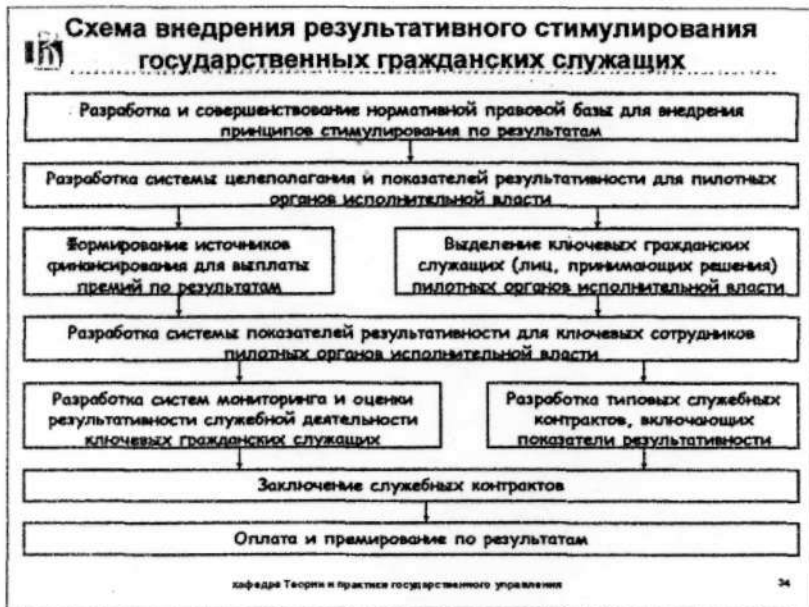 Схема внедрения результативного стимулирования
государственных гражданских служащих
Разработка и совершенствование нормативной правовой базы для внедрения
принципов стимулирования по результатам
Разработка системы целеполагания и показателей результативности для пилотных
органов исполнительной власти
Формирование источников
финансирования для выплаты
премий по результатам
Выделение ключевых гражданских
служащих (лиц, принимающих решения)
пилотных органов исполнительной власти
Разработка системы показателей результативности для ключевых сотрудников
пилотных органов исполнительной власти
Разработка систем мониторинга и оценки
результативности служебной деятельности
ключевых гражданских служащих
Разработка типовых служебных
контрактов, включающих
показатели результативности
Заключение служебных контрактов
Оплата и премирование по результатам
кафедра Теории и практики государственного управления
34